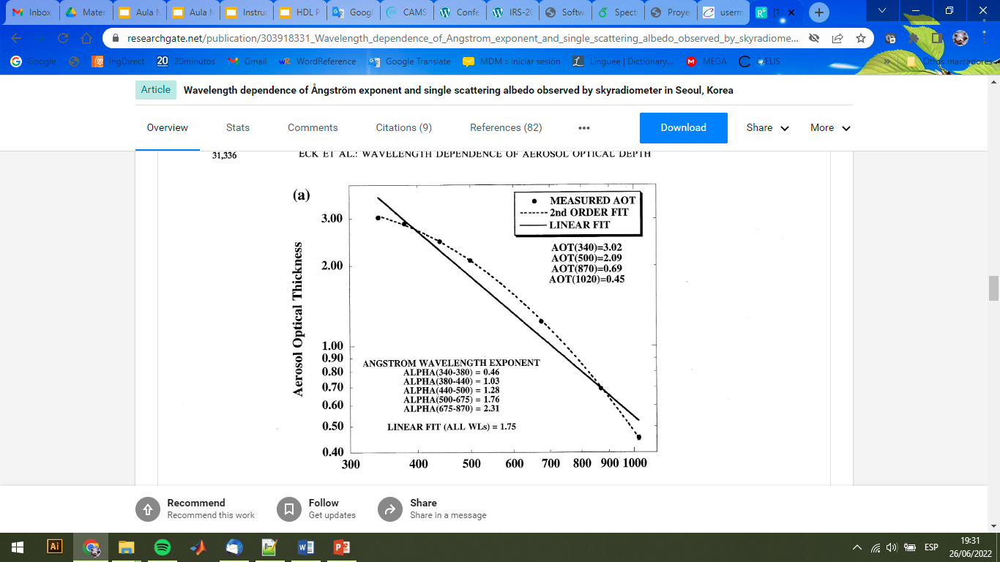 Inbox
Mater
Aula M
Aula M
Instru
HDL P
Googl
CAMS
Confe
IRS-20
Softw
Spect
Proye
userm
(1
researchgate.net/publication/303918331_Wavelength_dependence_of_Angstrom_exponent_and_single_scattering_albedo_observed_by_skyradiome...
Google
IngDirect
20 20minutos
Gmail
WordReference
Google Translate
MDM :: Iniciar sesión
Linguee | Dictionary...
MEGA
CÆLIS
»
Otros marcadores
Article Wavelength dependence of Ångström exponent and single scattering albedo observed by skyradiometer in Seoul, Korea
Overview Stats Comments Citations (9) References (82) ••• Download Share More
31,336 ECK ET AL.: WAVELENGTH DEPENDENCE OF AEROSOL OPTICAL DEPTH
(a)
MEASURED AOT
2nd ORDER FIT
LINEAR FIT
AOT(340)=3.02
AOT(500)=2.09
AOT(870)=0.69
AOT(1020)=0.45
Aerosol Optical Thickness
3.00
2.00
1.00
0.90
0.80
0.70
0.60
0.50
0.40
ANGSTROM WAVELENGTH EXPONENT
ALPHA(340-380) = 0.46
ALPHA(380-440) = 1.03
ALPHA(440-500) = 1.28
ALPHA(500-675) = 1.76
ALPHA(675-870) = 2.31
LINEAR FIT (ALL WLs) = 1.75
300 400 500 600 700 800 900 1000
Recommend
Recommend this work
Follow
Get updates
Share
Share in a message
Ai
ESP
19:31
26/06/2022